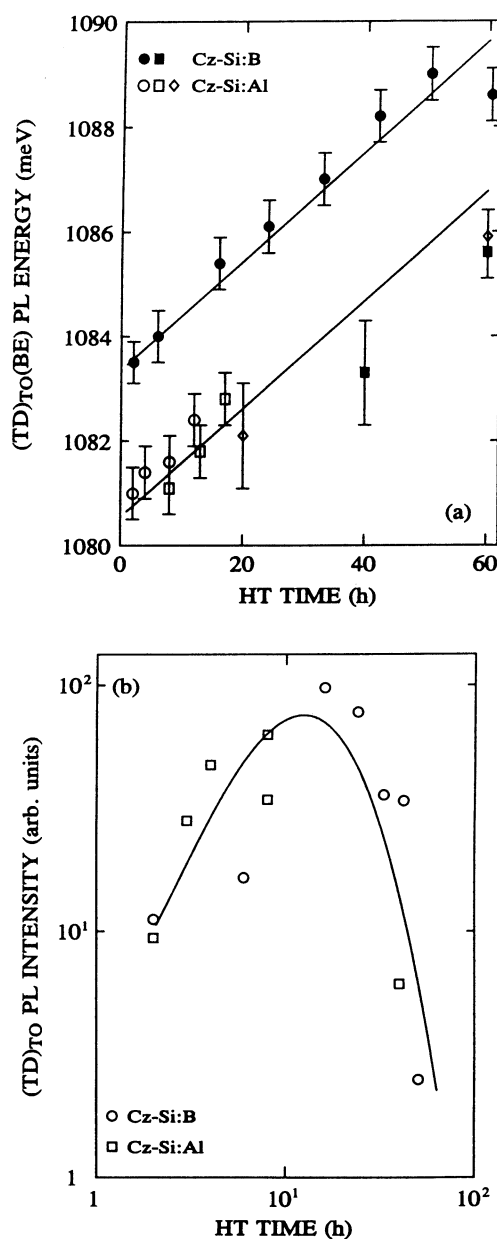 1090
1088
1086
1084
1082
1080
(TD)TO(BE) PL ENERGY (meV)
●■ Cz-Si:B
○□◇ Cz-Si:Al
(a)
0 20 40 60
HT TIME (h)
(b)
10²
10¹
1
(TD)TO PL INTENSITY (arb. units)
○ Cz-Si:B
□ Cz-Si:Al
1 10¹ 10²
HT TIME (h)